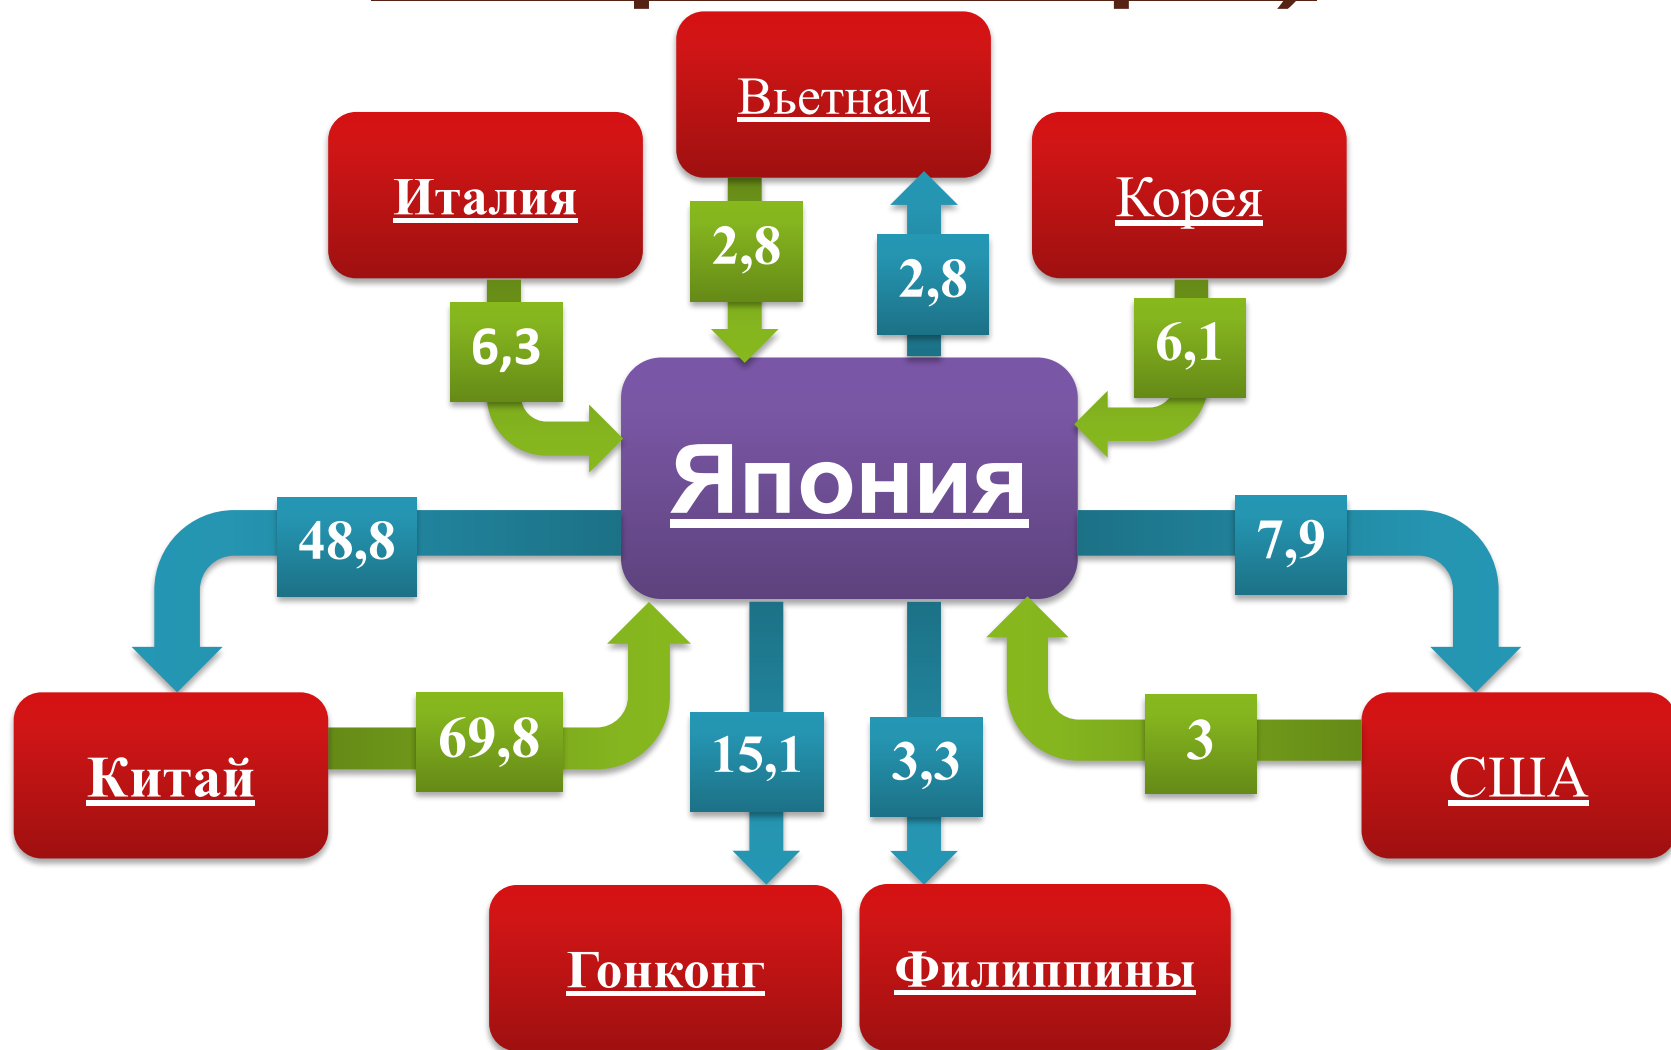 Вьетнам
Италия
Корея
2,8
2,8
6,3
6,1
Япония
48,8
7,9
69,8
15,1
3,3
3
Китай
США
Гонконг
Филиппины